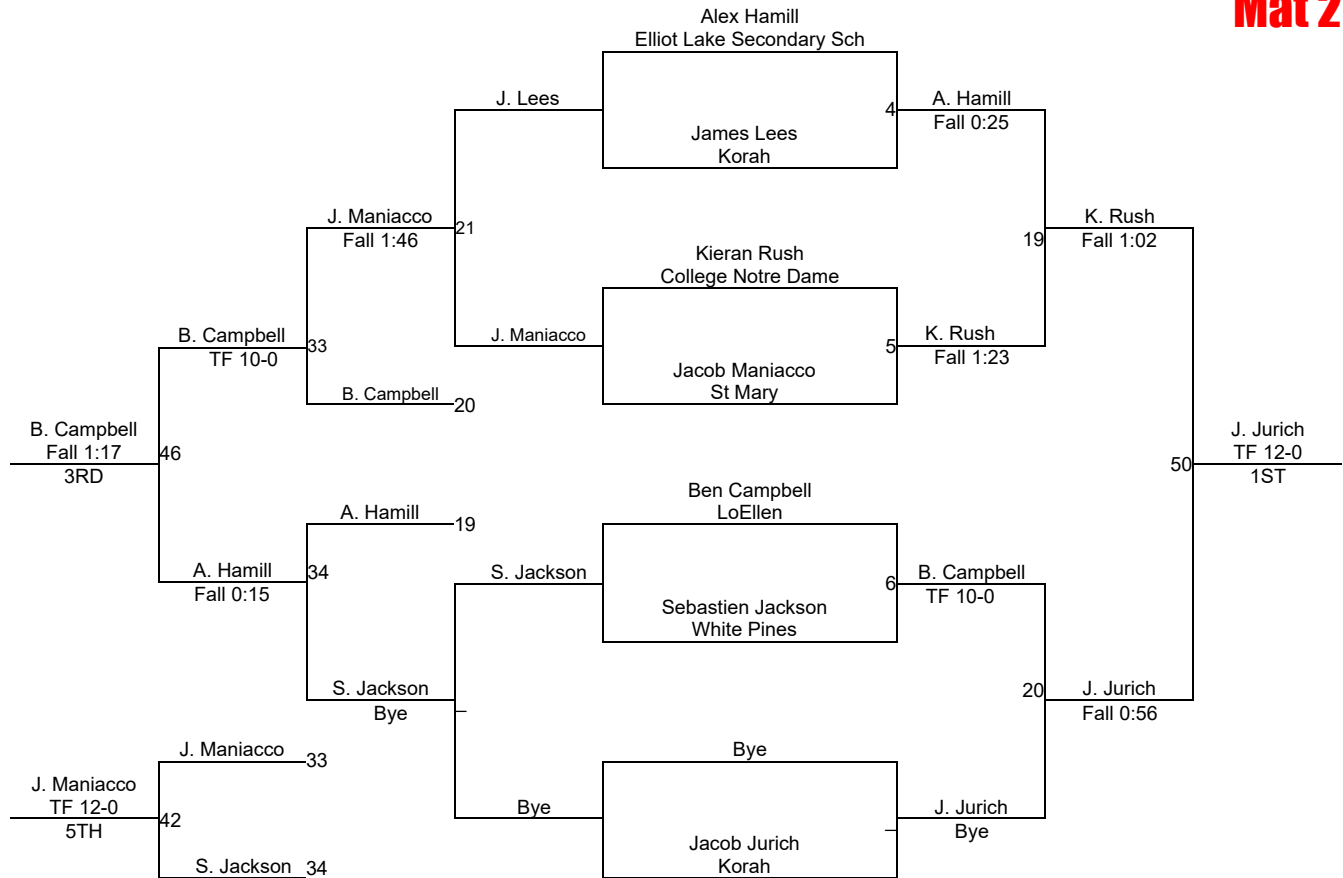 Mat 2
Alex Hamill
Elliot Lake Secondary Sch
J. Lees
4
A. Hamill
Fall 0:25
James Lees
Korah
J. Maniacco
Fall 1:46
21
19
K. Rush
Fall 1:02
Kieran Rush
College Notre Dame
B. Campbell
TF 10-0
33
J. Maniacco
5
K. Rush
Fall 1:23
Jacob Maniacco
St Mary
B. Campbell
20
B. Campbell
Fall 1:17
3RD
46
50
J. Jurich
TF 12-0
1ST
Ben Campbell
LoEllen
A. Hamill
19
A. Hamill
Fall 0:15
34
S. Jackson
6
B. Campbell
TF 10-0
Sebastien Jackson
White Pines
S. Jackson
Bye
–
20
J. Jurich
Fall 0:56
J. Maniacco
33
Bye
J. Maniacco
TF 12-0
5TH
42
Bye
–
J. Jurich
Bye
Jacob Jurich
Korah
S. Jackson
34